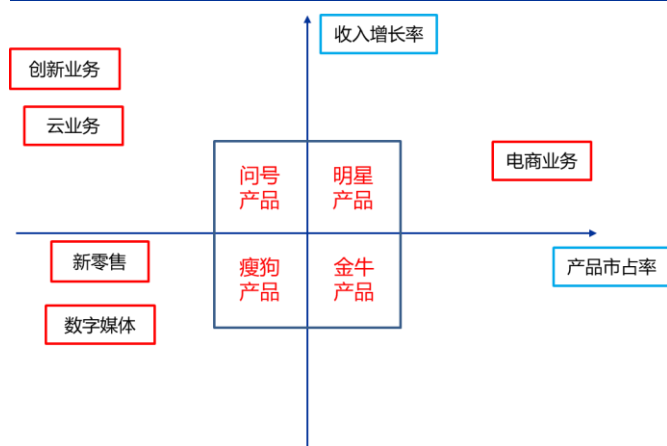 收入增长率
创新业务
云业务
电商业务
问号
产品
明星
产品
新零售
产品市占率
瘦狗
产品
金牛
产品
数字媒体